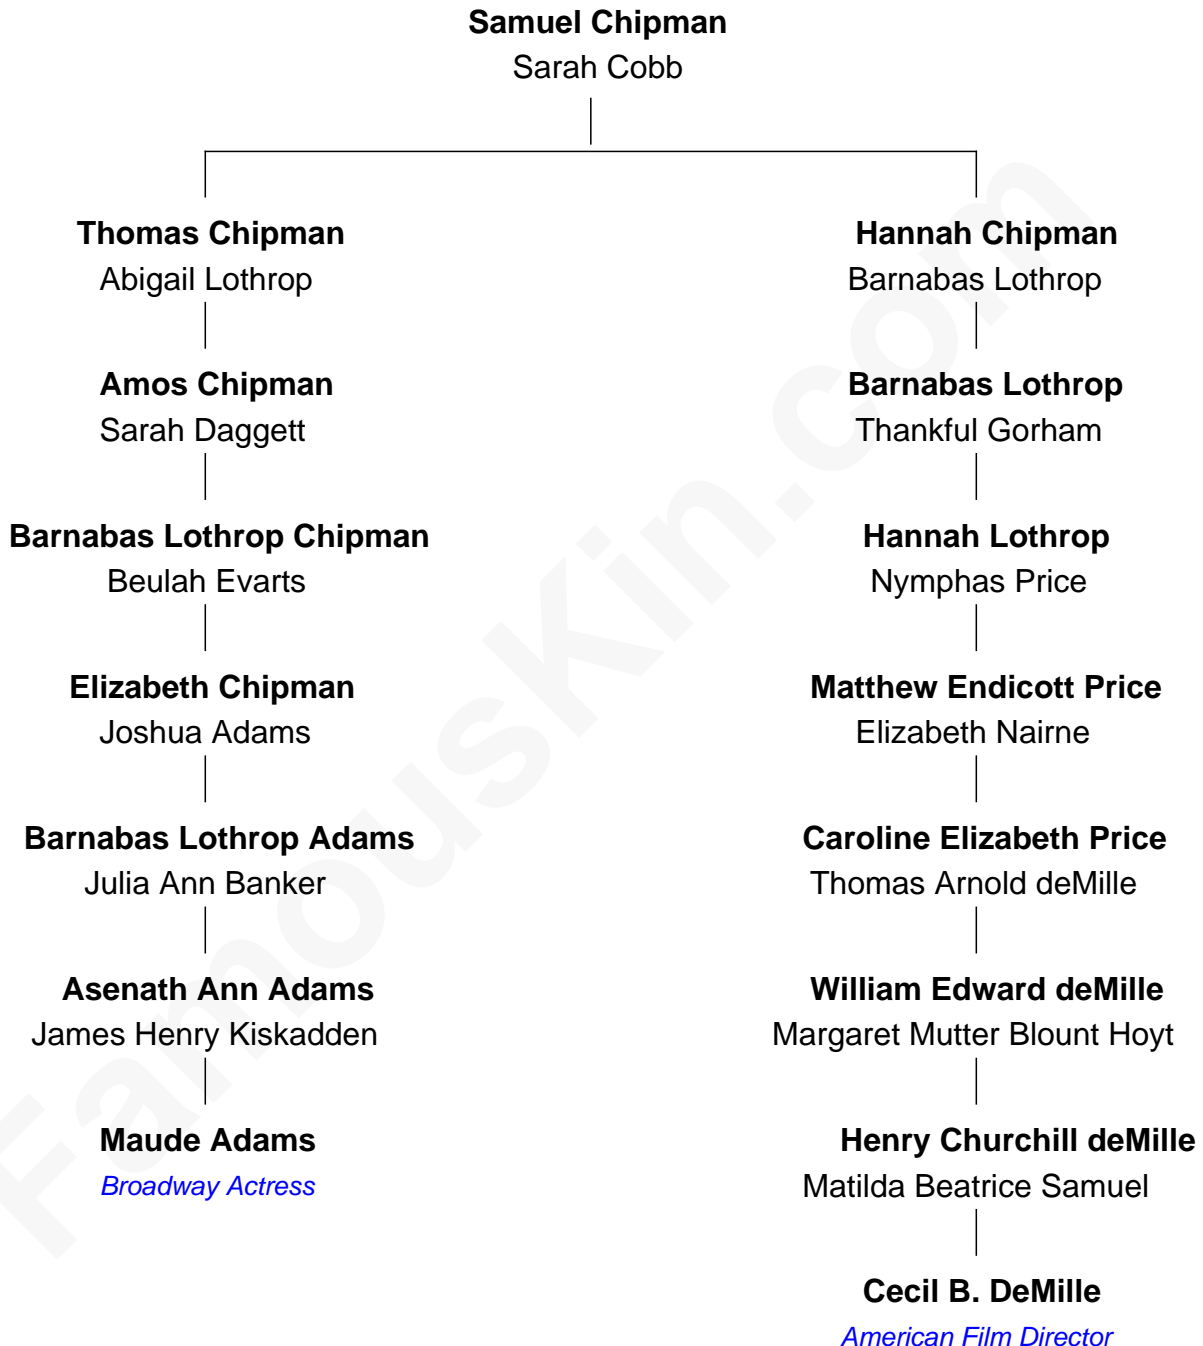 Samuel Chipman
Sarah Cobb
Thomas Chipman
Abigail Lothrop
Hannah Chipman
Barnabas Lothrop
Amos Chipman
Sarah Daggett
Barnabas Lothrop
Thankful Gorham
Barnabas Lothrop Chipman
Beulah Evarts
Hannah Lothrop
Nymphas Price
Elizabeth Chipman
Joshua Adams
Matthew Endicott Price
Elizabeth Nairne
Barnabas Lothrop Adams
Julia Ann Banker
Caroline Elizabeth Price
Thomas Arnold deMille
Asenath Ann Adams
James Henry Kiskadden
William Edward deMille
Margaret Mutter Blount Hoyt
Maude Adams
Broadway Actress
Henry Churchill deMille
Matilda Beatrice Samuel
Cecil B. DeMille
American Film Director
FamousKin.com